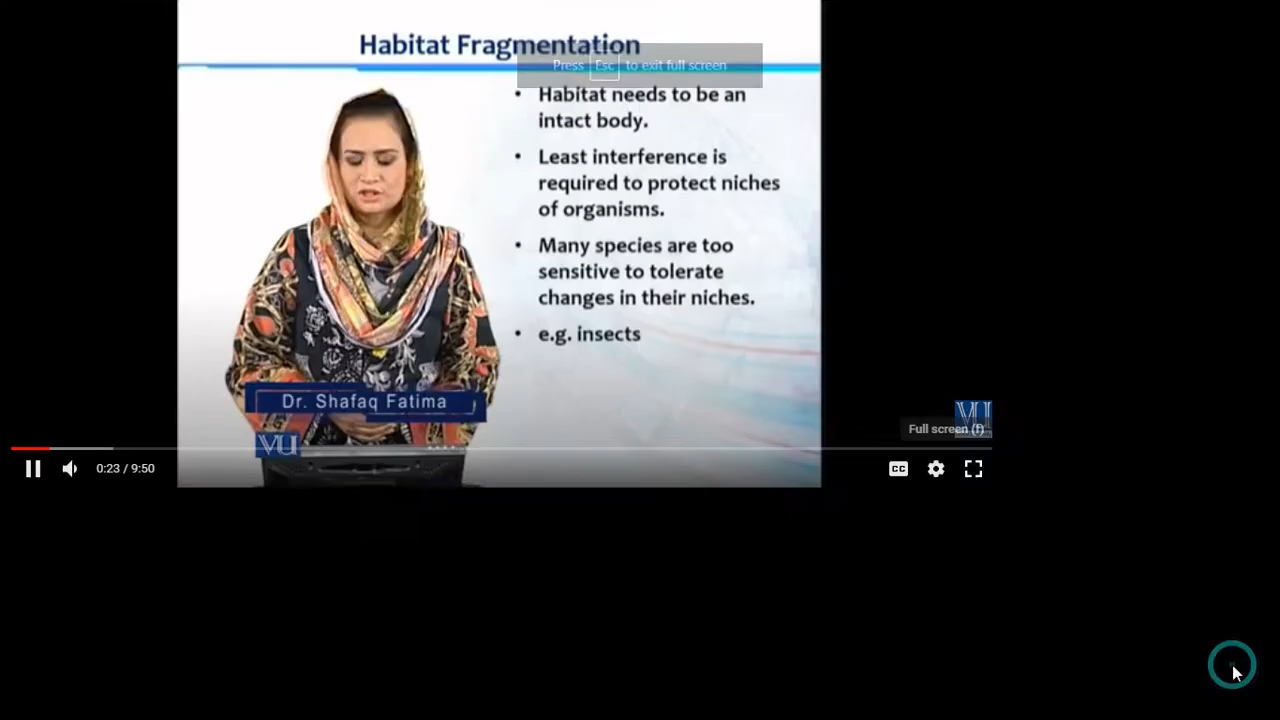 Habitat Fragmentation
Press Esc to exit full screen
• Habitat needs to be an
intact body.
• Least interference is
required to protect niches
of organisms.
• Many species are too
sensitive to tolerate
changes in their niches.
• e.g. insects
Dr. Shafaq Fatima
VU
VU
Full screen (f)
0:23 / 9:50
CC